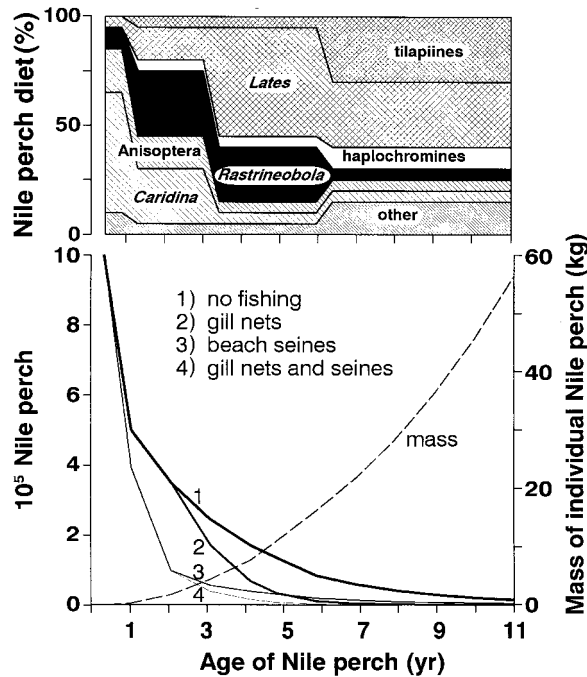 Nile perch diet (%)
100
50
0
tilapiines
Lates
Anisoptera
haplochromines
Rastrineobola
Caridina
other
10⁵ Nile perch
10
8
6
4
2
0
1) no fishing
2) gill nets
3) beach seines
4) gill nets and seines
mass
1
2
3
4
Mass of individual Nile perch (kg)
60
40
20
0
1 3 5 7 9 11
Age of Nile perch (yr)